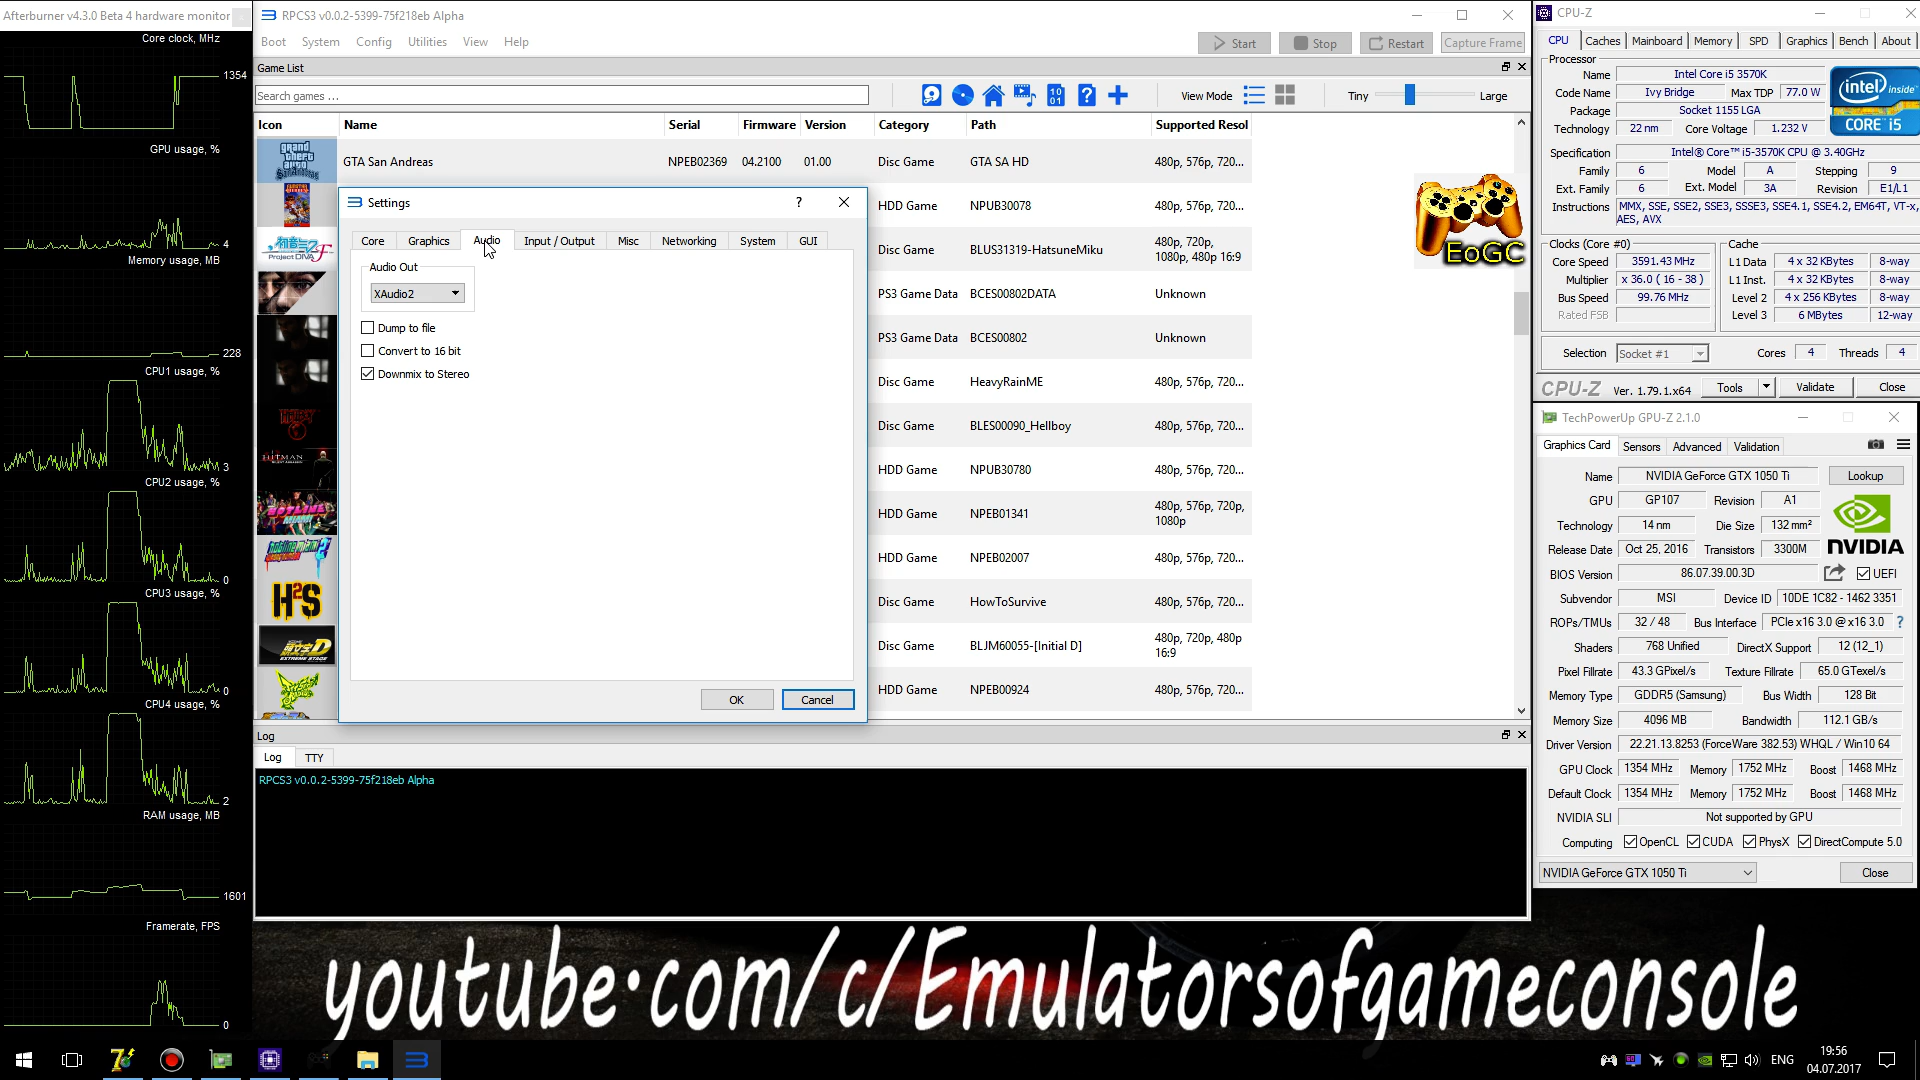 Afterburner v4.3.0 Beta 4 hardware monitor
Core clock, MHz
1354
GPU usage, %
4
Memory usage, MB
228
CPU1 usage, %
3
CPU2 usage, %
0
CPU3 usage, %
0
CPU4 usage, %
2
RAM usage, MB
1601
Framerate, FPS
0
RPCS3 v0.0.2-5399-75f218eb Alpha
Boot System Config Utilities View Help
Start Stop Restart Capture Frame
Game List
Search games ...
View Mode Tiny Large
Icon Name Serial Firmware Version Category Path Supported Resol
grand theft auto San Andreas GTA San Andreas NPEB02369 04.2100 01.00 Disc Game GTA SA HD 480p, 576p, 720...
HDD Game NPUB30078 480p, 576p, 720...
Disc Game BLUS31319-HatsuneMiku 480p, 720p,
1080p, 480p 16:9
PS3 Game Data BCES00802DATA Unknown
PS3 Game Data BCES00802 Unknown
Disc Game HeavyRainME 480p, 576p, 720...
Disc Game BLES00090_Hellboy 480p, 576p, 720...
HDD Game NPUB30780 480p, 576p, 720...
HDD Game NPEB01341 480p, 576p, 720p,
1080p
HDD Game NPEB02007 480p, 576p, 720...
Disc Game HowToSurvive 480p, 576p, 720...
Disc Game BLJM60055-[Initial D] 480p, 720p, 480p
16:9
HDD Game NPEB00924 480p, 576p, 720...
Project DIVA F
HELLBOY
HITMAN
HOTLINE
MIAMI
H2S
EXTREME STAGE
EoGC
Settings
?
Core Graphics Audio Input / Output Misc Networking System GUI
Audio Out
XAudio2
Dump to file
Convert to 16 bit
Downmix to Stereo
OK Cancel
Log
Log TTY
RPCS3 v0.0.2-5399-75f218eb Alpha
CPU-Z
CPU Caches Mainboard Memory SPD Graphics Bench About
Processor
Name Intel Core i5 3570K
Code Name Ivy Bridge Max TDP 77.0 W
Package Socket 1155 LGA
Technology 22 nm Core Voltage 1.232 V
intel inside
CORE i5
Specification Intel® Core™ i5-3570K CPU @ 3.40GHz
Family 6 Model A Stepping 9
Ext. Family 6 Ext. Model 3A Revision E1/L1
Instructions MMX, SSE, SSE2, SSE3, SSSE3, SSE4.1, SSE4.2, EM64T, VT-x,
AES, AVX
Clocks (Core #0)
Core Speed 3591.43 MHz
Multiplier x 36.0 ( 16 - 38 )
Bus Speed 99.76 MHz
Rated FSB
Cache
L1 Data 4 x 32 KBytes 8-way
L1 Inst. 4 x 32 KBytes 8-way
Level 2 4 x 256 KBytes 8-way
Level 3 6 MBytes 12-way
Selection Socket #1 Cores 4 Threads 4
CPU-Z Ver. 1.79.1.x64 Tools Validate Close
TechPowerUp GPU-Z 2.1.0
Graphics Card Sensors Advanced Validation
Name NVIDIA GeForce GTX 1050 Ti Lookup
GPU GP107 Revision A1
Technology 14 nm Die Size 132 mm²
Release Date Oct 25, 2016 Transistors 3300M
NVIDIA
BIOS Version 86.07.39.00.3D UEFI
Subvendor MSI Device ID 10DE 1C82 - 1462 3351
ROPs/TMUs 32 / 48 Bus Interface PCIe x16 3.0 @ x16 3.0 ?
Shaders 768 Unified DirectX Support 12 (12_1)
Pixel Fillrate 43.3 GPixel/s Texture Fillrate 65.0 GTexel/s
Memory Type GDDR5 (Samsung) Bus Width 128 Bit
Memory Size 4096 MB Bandwidth 112.1 GB/s
Driver Version 22.21.13.8253 (ForceWare 382.53) WHQL / Win10 64
GPU Clock 1354 MHz Memory 1752 MHz Boost 1468 MHz
Default Clock 1354 MHz Memory 1752 MHz Boost 1468 MHz
NVIDIA SLI Not supported by GPU
Computing OpenCL CUDA PhysX DirectCompute 5.0
NVIDIA GeForce GTX 1050 Ti Close
youtube.com/c/Emulatorsofgameconsole
ENG 19:56
04.07.2017